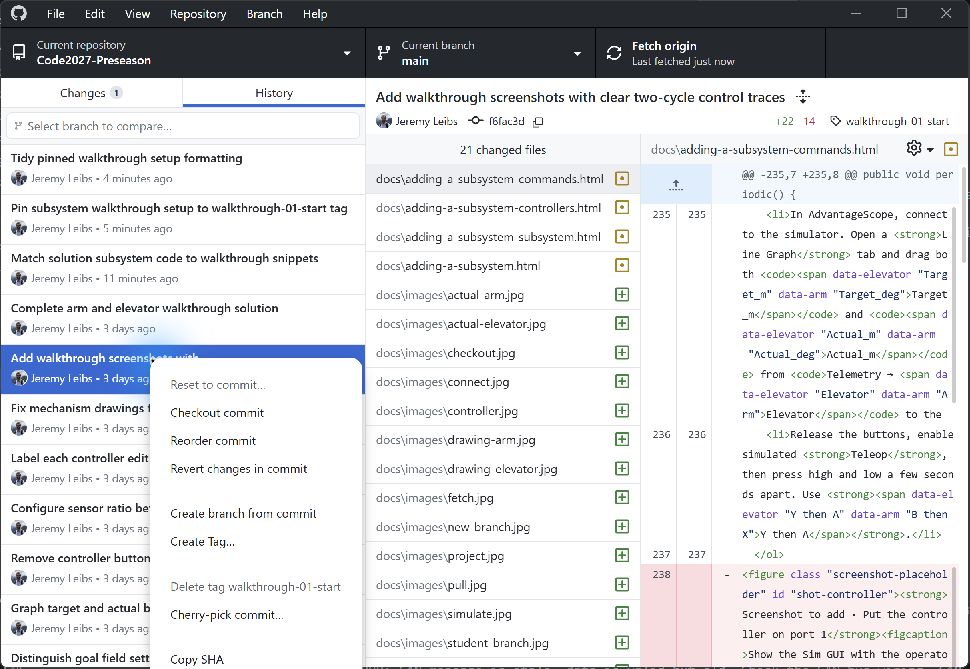 File Edit View Repository Branch Help
Current repository
Code2027-Preseason
Current branch
main
Fetch origin
Last fetched just now
Changes 1
History
Select branch to compare...
Tidy pinned walkthrough setup formatting
Jeremy Leibs • 4 minutes ago
Pin subsystem walkthrough setup to walkthrough-01-start tag
Jeremy Leibs • 5 minutes ago
Match solution subsystem code to walkthrough snippets
Jeremy Leibs • 11 minutes ago
Complete arm and elevator walkthrough solution
Jeremy Leibs • 3 days ago
Add walkthrough screenshots with
Jeremy Leibs • 3 days ag
Fix mechanism drawings
Jeremy Leibs • 3 days ag
Label each controller edit
Jeremy Leibs • 3 days ag
Configure sensor ratio be
Jeremy Leibs • 3 days ag
Remove controller button
Jeremy Leibs • 3 days ag
Graph target and actual b
Jeremy Leibs • 3 days ag
Distinguish goal field sett
Reset to commit...
Checkout commit
Reorder commit
Revert changes in commit
Create branch from commit
Create Tag...
Delete tag walkthrough-01-start
Cherry-pick commit...
Copy SHA
Add walkthrough screenshots with clear two-cycle control traces
Jeremy Leibs f6fac3d
+22 -14 walkthrough-01-start
21 changed files
docs\adding-a-subsystem-commands.html
docs\adding-a-subsystem-controllers.html
docs\adding-a-subsystem-subsystem.html
docs\adding-a-subsystem.html
docs\images\actual-arm.jpg
docs\images\actual-elevator.jpg
docs\images\checkout.jpg
docs\images\connect.jpg
docs\images\controller.jpg
docs\images\drawing-arm.jpg
docs\images\drawing-elevator.jpg
docs\images\fetch.jpg
docs\images\new-branch.jpg
docs\images\project.jpg
docs\images\pull.jpg
docs\images\simulate.jpg
docs\images\student-branch.jpg
docs\adding-a-subsystem-commands.html
@@ -235,7 +235,8 @@ public void per
iodic() {
235 235 <li>In AdvantageScope, connect
to the simulator. Open a <strong>L
ine Graph</strong> tab and drag bo
th <code><span data-elevator "Targ
et_m" data-arm "Target_deg">Target
_m</span></code> and <code><span d
ata-elevator "Actual_m" data-arm
"Actual_deg">Actual_m</span></cod
e> from <code>Telemetry → <span da
ta-elevator "Elevator" data-arm "A
rm">Elevator</span></code> to the
236 236 <li>Release the buttons, enable
simulated <strong>Teleop</strong>,
then press high and low a few secon
ds apart. Use <strong><span data-el
evator "Y then A" data-arm "B then
X">Y then A</span></strong>.</li>
237 237 </ol>
238 - <figure class "screenshot-placehol
der" id "shot-controller"><strong>
Screenshot to add · Put the contro
ller on port 1</strong><figcaption
>Show the Sim GUI with the operato